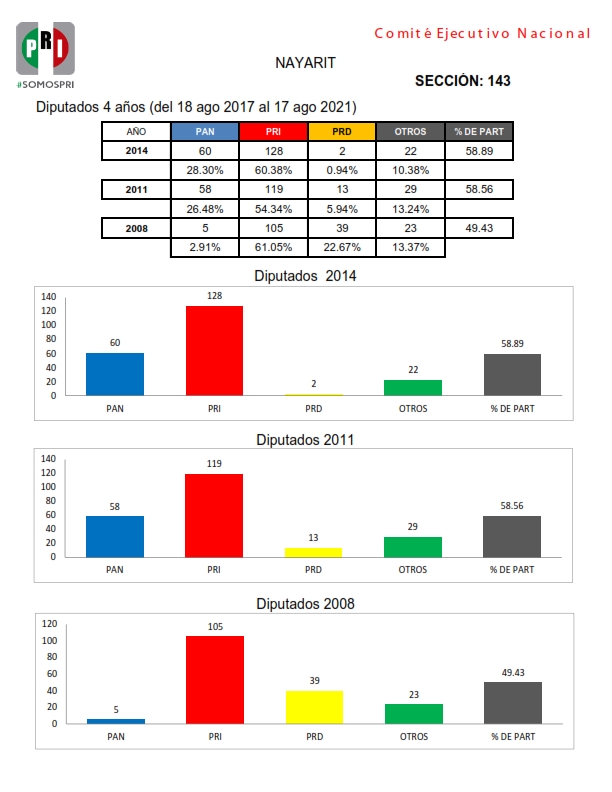 Comité Ejecutivo Nacional
PRI
#SOMOSPRI
NAYARIT
SECCIÓN: 143
Diputados 4 años (del 18 ago 2017 al 17 ago 2021)
AÑO PAN PRI PRD OTROS % DE PART
2014 60 128 2 22 58.89
28.30% 60.38% 0.94% 10.38%
2011 58 119 13 29 58.56
26.48% 54.34% 5.94% 13.24%
2008 5 105 39 23 49.43
2.91% 61.05% 22.67% 13.37%
Diputados 2014
140
120
100
80
60
40
20
0
60 128 2 22 58.89
PAN PRI PRD OTROS % DE PART
Diputados 2011
140
120
100
80
60
40
20
0
58 119 13 29 58.56
PAN PRI PRD OTROS % DE PART
Diputados 2008
120
100
80
60
40
20
0
5 105 39 23 49.43
PAN PRI PRD OTROS % DE PART